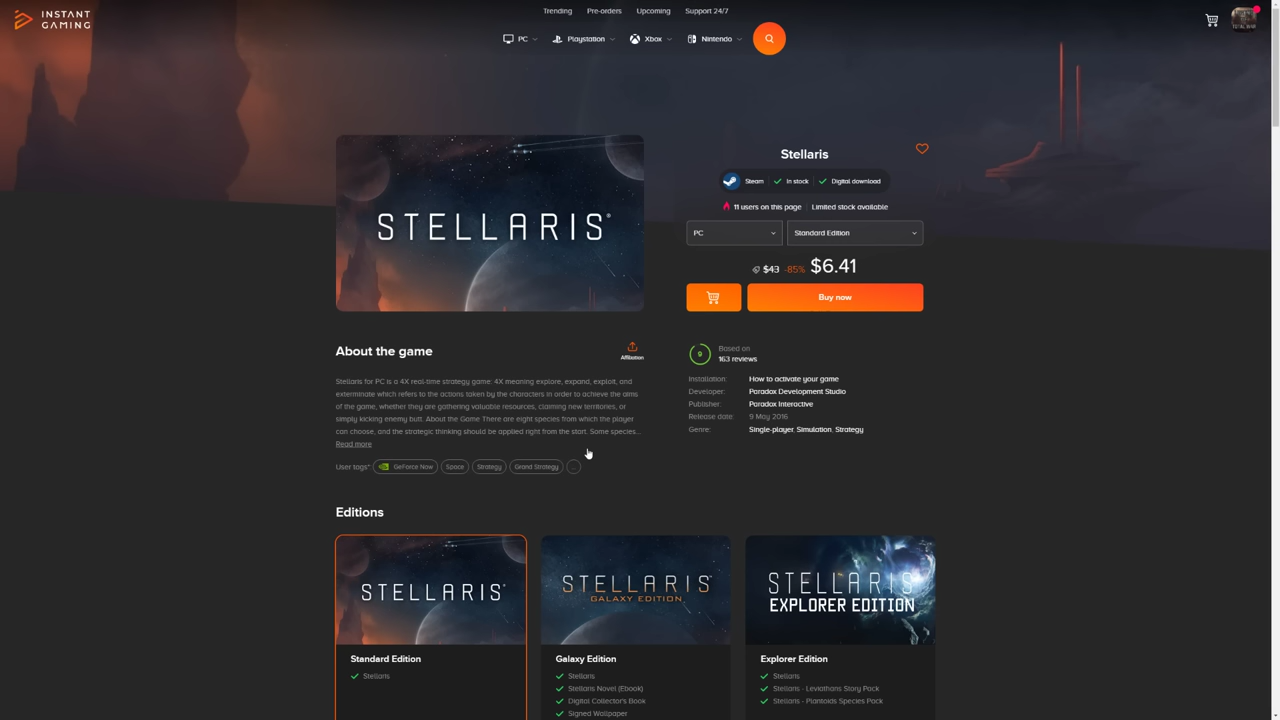 INSTANT
GAMING
Trending Pre-orders Upcoming Support 24/7
PC Playstation Xbox Nintendo
STELLARIS®
Stellaris
Steam In stock Digital download
11 users on this page Limited stock available
PC Standard Edition
$43 -85% $6.41
Buy now
About the game
Affiliation
Stellaris for PC is a 4X real-time strategy game: 4X meaning explore, expand, exploit, and
exterminate which refers to the actions taken by the characters in order to achieve the aims
of the game, whether they are gathering valuable resources, claiming new territories, or
simply kicking enemy butt. About the Game There are eight species from which the player
can choose, and the strategic thinking should be applied right from the start. Some species...
Read more
User tags*: GeForce Now Space Strategy Grand Strategy ...
9
Based on
163 reviews
Installation: How to activate your game
Developer: Paradox Development Studio
Publisher: Paradox Interactive
Release date: 9 May 2016
Genre: Single-player, Simulation, Strategy
Editions
STELLARIS®
Standard Edition
Stellaris
STELLARIS®
GALAXY EDITION
Galaxy Edition
Stellaris
Stellaris Novel (Ebook)
Digital Collector's Book
Signed Wallpaper
STELLARIS
EXPLORER EDITION
Explorer Edition
Stellaris
Stellaris - Leviathans Story Pack
Stellaris - Plantoids Species Pack